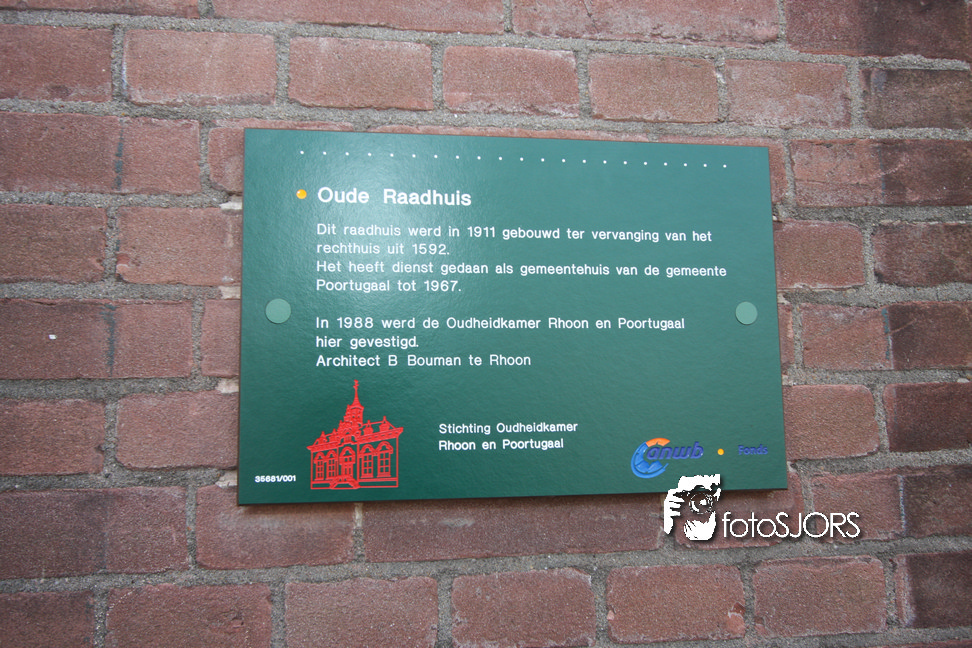 Oude Raadhuis
Dit raadhuis werd in 1911 gebouwd ter vervanging van het
rechthuis uit 1592.
Het heeft dienst gedaan als gemeentehuis van de gemeente
Poortugaal tot 1967.
In 1988 werd de Oudheidkamer Rhoon en Poortugaal
hier gevestigd.
Architect B Bouman te Rhoon
Stichting Oudheidkamer
Rhoon en Poortugaal
anwb • Fonds
35681/001
fotoSJORS